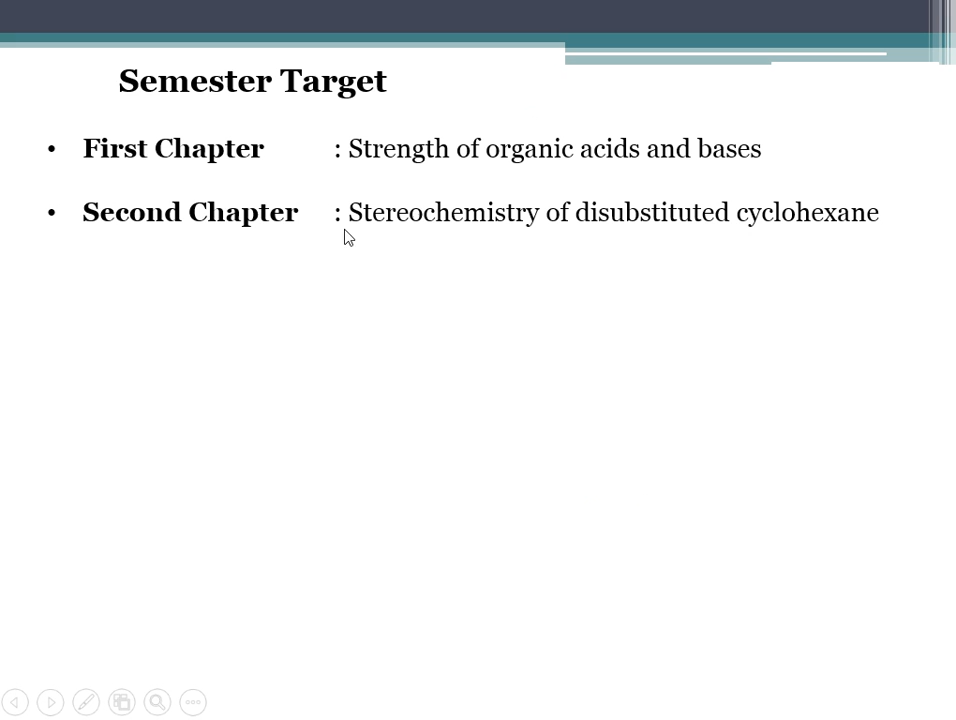 Semester Target
• First Chapter : Strength of organic acids and bases
• Second Chapter : Stereochemistry of disubstituted cyclohexane